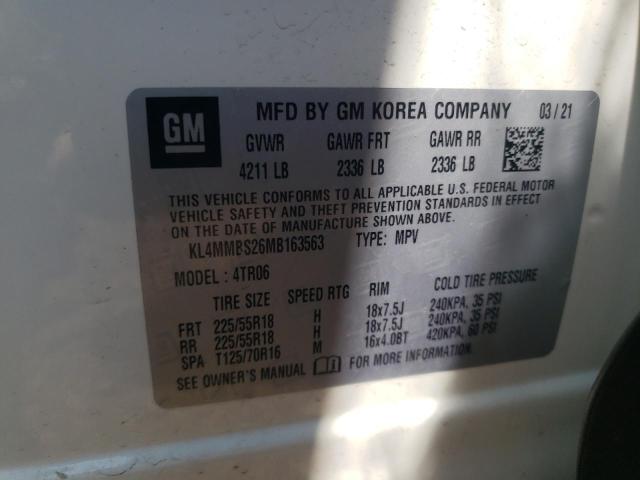 GM
MFD BY GM KOREA COMPANY 03/21
GVWR GAWR FRT GAWR RR
4211 LB 2336 LB 2336 LB
THIS VEHICLE CONFORMS TO ALL APPLICABLE U.S. FEDERAL MOTOR
VEHICLE SAFETY AND THEFT PREVENTION STANDARDS IN EFFECT
ON THE DATE OF MANUFACTURE SHOWN ABOVE.
KL4MMBS26MB163563 TYPE: MPV
MODEL: 4TR06
TIRE SIZE SPEED RTG RIM COLD TIRE PRESSURE
FRT 225/55R18 H 18x7.5J 240KPA, 35 PSI
RR 225/55R18 H 18x7.5J 240KPA, 35 PSI
SPA T125/70R16 M 16x4.0BT 420KPA, 60 PSI
SEE OWNER'S MANUAL FOR MORE INFORMATION.